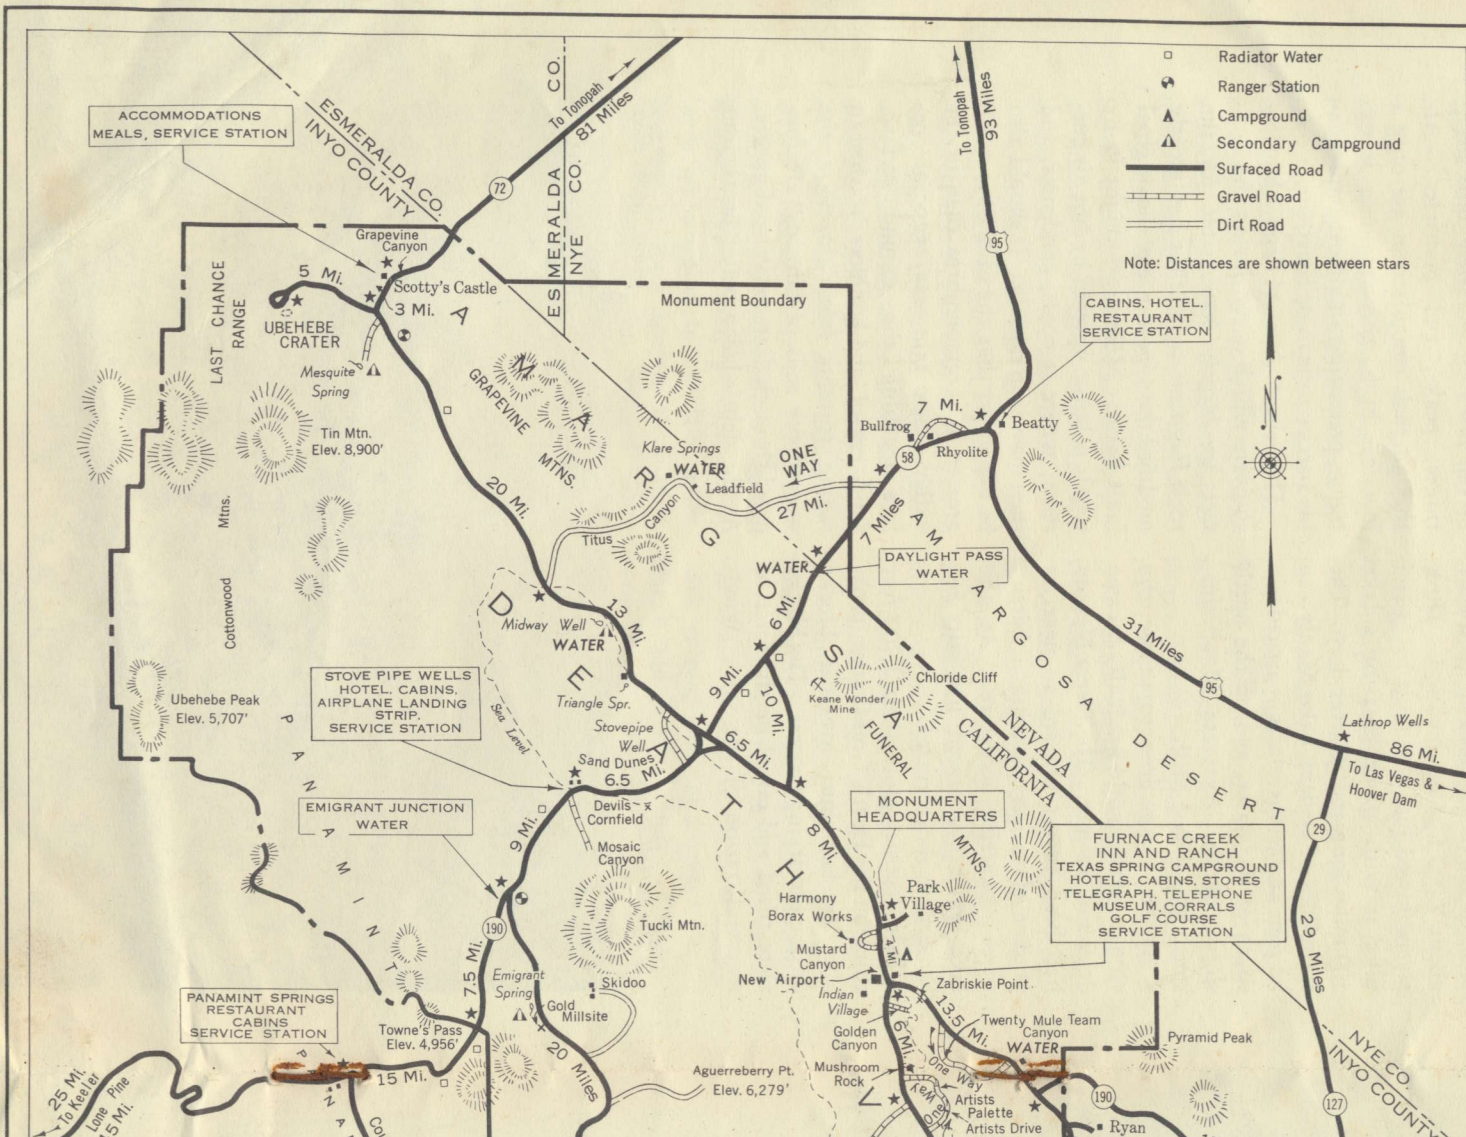 Radiator Water
Ranger Station
Campground
Secondary Campground
Surfaced Road
Gravel Road
Dirt Road
Note: Distances are shown between stars
N
ACCOMMODATIONS
MEALS, SERVICE STATION
ESMERALDA CO.
INYO COUNTY
ESMERALDA CO.
NYE CO.
To Tonopah
81 Miles
72
To Tonopah
93 Miles
95
Grapevine
Canyon
Scotty's Castle
5 Mi.
3 Mi.
UBEHEBE
CRATER
LAST CHANCE
RANGE
Mesquite
Spring
Monument Boundary
CABINS, HOTEL,
RESTAURANT
SERVICE STATION
GRAPEVINE
MTNS.
Tin Mtn.
Elev. 8,900'
7 Mi.
Bullfrog
Beatty
58
Rhyolite
Klare Springs
WATER
Leadfield
ONE
WAY
27 Mi.
Titus
Canyon
20 Mi.
7 Miles
Cottonwood
Mtns.
AMARGOSA DESERT
AMARGOSA
WATER
DAYLIGHT PASS
WATER
6 Mi.
DEATH V
Midway Well
WATER
13 Mi.
31 Miles
95
Sea Level
STOVE PIPE WELLS
HOTEL, CABINS,
AIRPLANE LANDING
STRIP,
SERVICE STATION
Ubehebe Peak
Elev. 5,707'
Triangle Spr.
Stovepipe
Well
Sand Dunes
6.5 Mi.
9 Mi.
10 Mi.
6.5 Mi.
Keane Wonder
Mine
Chloride Cliff
FUNERAL
MTNS.
NEVADA
CALIFORNIA
Lathrop Wells
86 Mi.
To Las Vegas &
Hoover Dam
29
29 Miles
PANAMINT
EMIGRANT JUNCTION
WATER
Devils
Cornfield
Mosaic
Canyon
9 Mi.
8 Mi.
MONUMENT
HEADQUARTERS
FURNACE CREEK
INN AND RANCH
TEXAS SPRING CAMPGROUND
HOTELS, CABINS, STORES
TELEGRAPH, TELEPHONE
MUSEUM, CORRALS
GOLF COURSE
SERVICE STATION
Harmony
Borax Works
Park
Village
Tucki Mtn.
190
7.5 Mi.
Mustard
Canyon
4 Mi.
New Airport
Indian
Village
Zabriskie Point
Emigrant
Spring
Skidoo
Gold
Millsite
PANAMINT SPRINGS
RESTAURANT
CABINS
SERVICE STATION
Towne's Pass
Elev. 4,956'
Golden
Canyon
6 Mi.
13.5 Mi.
Twenty Mule Team
Canyon
WATER
Pyramid Peak
NYE CO.
INYO COUNTY
Mushroom
Rock
One Way
25 Mi.
To Keeler
Lone Pine
15 Mi.
20 Miles
Aguerreberry Pt.
Elev. 6,279'
One Way
Artists
Palette
Artists Drive
190
Ryan
127